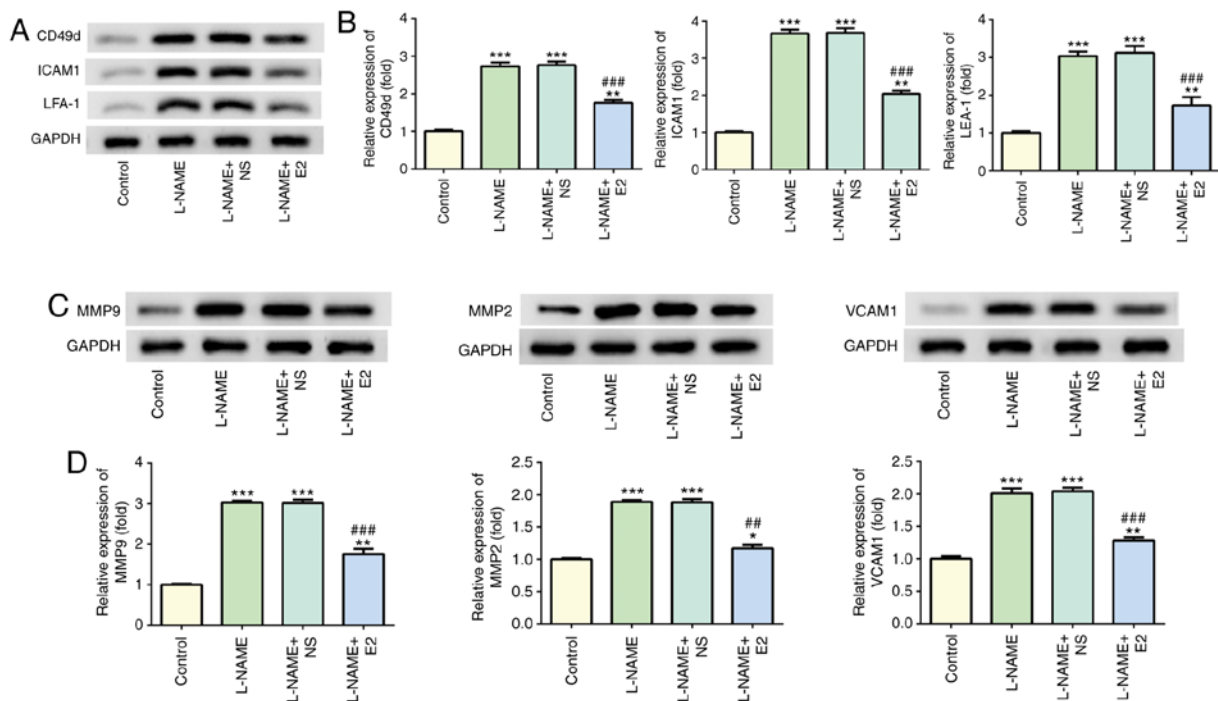 A
CD49d
ICAM1
LFA-1
GAPDH
Control
L-NAME
L-NAME+
NS
L-NAME+
E2
B
Relative expression of
CD49d (fold)
4
3
2
1
0
***
***
###
**
Control
L-NAME
L-NAME+
NS
L-NAME+
E2
Relative expression of
ICAM1 (fold)
4
3
2
1
0
***
***
###
**
Control
L-NAME
L-NAME+
NS
L-NAME+
E2
Relative expression of
LEA-1 (fold)
4
3
2
1
0
***
***
###
**
Control
L-NAME
L-NAME+
NS
L-NAME+
E2
C
MMP9
GAPDH
Control
L-NAME
L-NAME+
NS
L-NAME+
E2
MMP2
GAPDH
Control
L-NAME
L-NAME+
NS
L-NAME+
E2
VCAM1
GAPDH
Control
L-NAME
L-NAME+
NS
L-NAME+
E2
D
Relative expression of
MMP9 (fold)
4
3
2
1
0
***
***
###
**
Control
L-NAME
L-NAME+
NS
L-NAME+
E2
Relative expression of
MMP2 (fold)
2.5
2.0
1.5
1.0
0.5
0.0
***
***
##
*
Control
L-NAME
L-NAME+
NS
L-NAME+
E2
Relative expression of
VCAM1 (fold)
2.5
2.0
1.5
1.0
0.5
0.0
***
***
###
**
Control
L-NAME
L-NAME+
NS
L-NAME+
E2